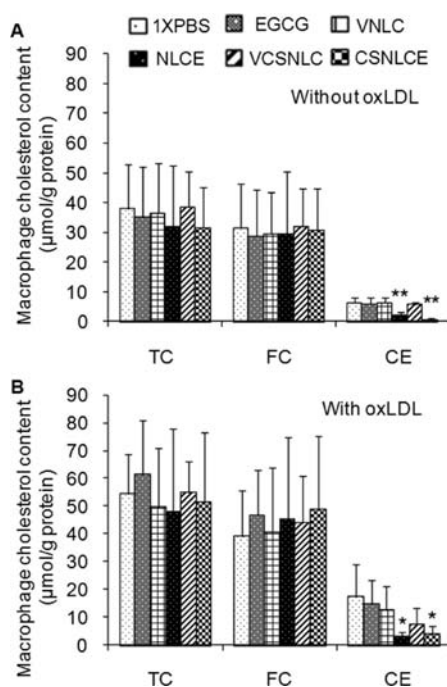 1XPBS EGCG VNLC
NLCE VCSNLC CSNLCE
A
Without oxLDL
Macrophage cholesterol content
(µmol/g protein)
90
80
70
60
50
40
30
20
10
0
** **
TC FC CE
B
With oxLDL
Macrophage cholesterol content
(µmol/g protein)
90
80
70
60
50
40
30
20
10
0
* *
TC FC CE